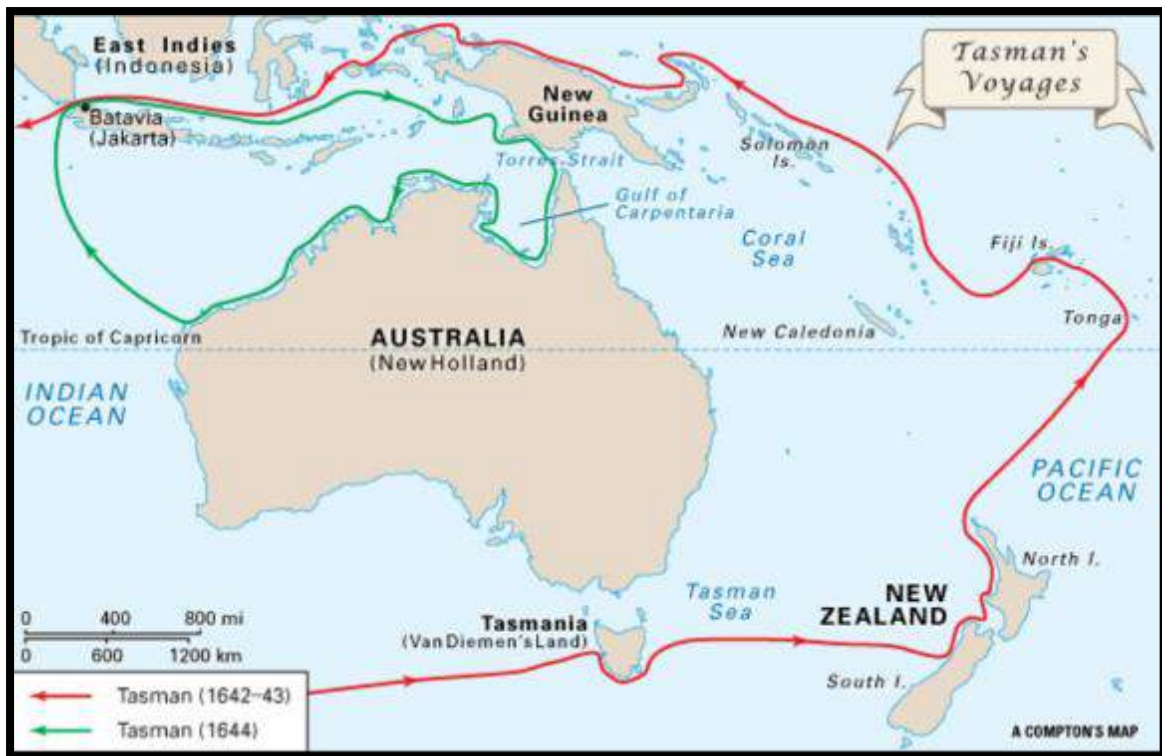 Tasman's
Voyages
East Indies
(Indonesia)
Batavia
(Jakarta)
New
Guinea
Torres Strait
Solomon
Is.
Gulf of
Carpentaria
Coral
Sea
Fiji Is.
Tonga
New Caledonia
Tropic of Capricorn
AUSTRALIA
(New Holland)
INDIAN
OCEAN
PACIFIC
OCEAN
North I.
NEW
ZEALAND
Tasman
Sea
Tasmania
(Van Diemen's Land)
South I.
0 400 800 mi
0 600 1200 km
Tasman (1642–43)
Tasman (1644)
A COMPTON'S MAP